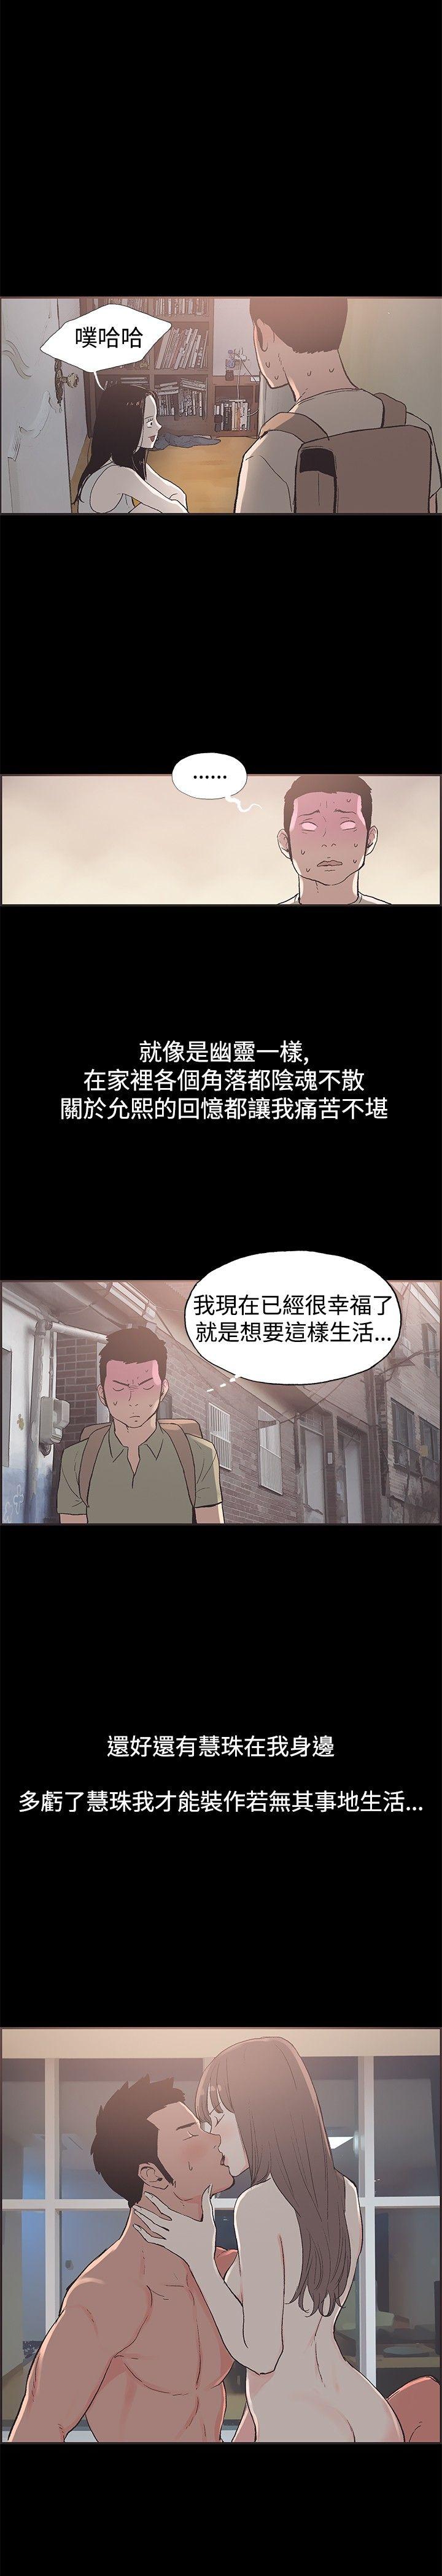 噗哈哈
......
就像是幽靈一樣,
在家裡各個角落都陰魂不散
關於允熙的回憶都讓我痛苦不堪
我現在已經很幸福了
就是想要這樣生活...
還好還有慧珠在我身邊
多虧了慧珠我才能裝作若無其事地生活...